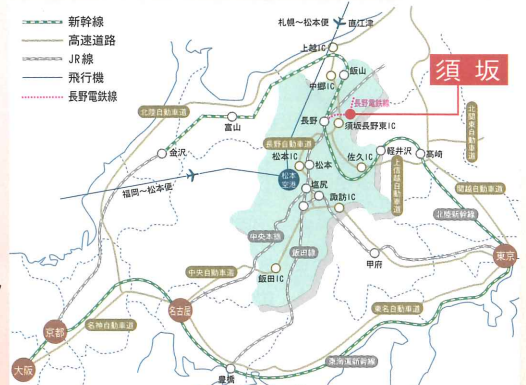 新幹線
高速道路
JR線
飛行機
長野電鉄線
札幌〜松本便
直江津
上越IC
飯山
中郷IC
須坂
長野電鉄線
北陸自動車道
富山
長野
須坂長野東IC
北関東自動車道
金沢
長野自動車道
松本IC
松本
佐久IC
軽井沢
高崎
上信越自動車道
松本空港
福岡〜松本便
塩尻
諏訪IC
関越自動車道
北陸新幹線
中央本線
飯田線
甲府
東京
中央自動車道
飯田IC
名古屋
東名自動車道
京都
名神自動車道
東海道新幹線
大阪
豊橋